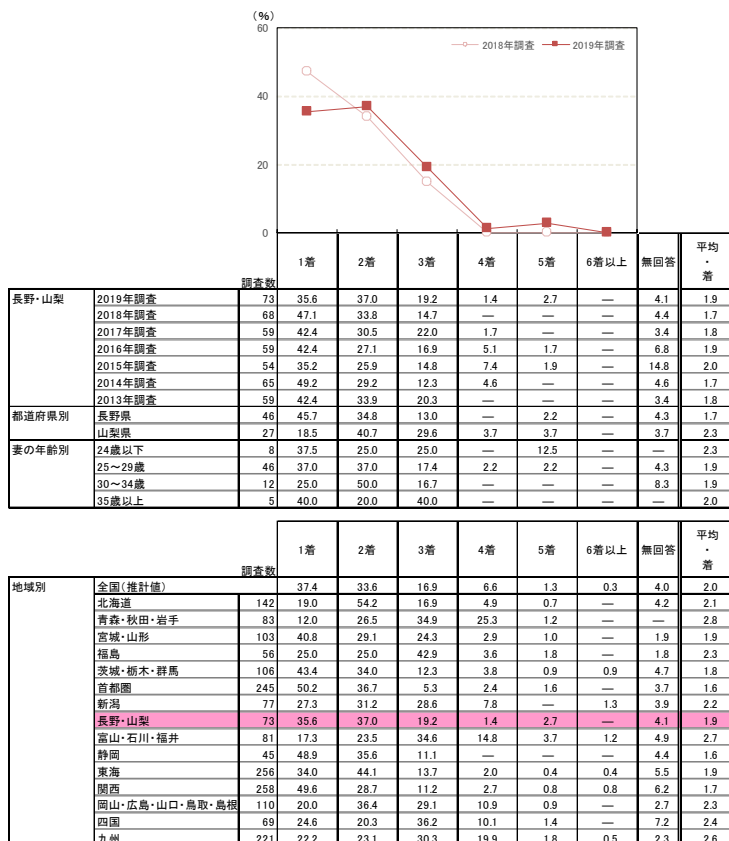 (%)
60
40
20
0
2018年調査 2019年調査
調査数 1着 2着 3着 4着 5着 6着以上 無回答 平均・着
長野・山梨 2019年調査 73 35.6 37.0 19.2 1.4 2.7 — 4.1 1.9
2018年調査 68 47.1 33.8 14.7 — — — 4.4 1.7
2017年調査 59 42.4 30.5 22.0 1.7 — — 3.4 1.8
2016年調査 59 42.4 27.1 16.9 5.1 1.7 — 6.8 1.9
2015年調査 54 35.2 25.9 14.8 7.4 1.9 — 14.8 2.0
2014年調査 65 49.2 29.2 12.3 4.6 — — 4.6 1.7
2013年調査 59 42.4 33.9 20.3 — — — 3.4 1.8
都道府県別 長野県 46 45.7 34.8 13.0 — 2.2 — 4.3 1.7
山梨県 27 18.5 40.7 29.6 3.7 3.7 — 3.7 2.3
妻の年齢別 24歳以下 8 37.5 25.0 25.0 — 12.5 — — 2.3
25～29歳 46 37.0 37.0 17.4 2.2 2.2 — 4.3 1.9
30～34歳 12 25.0 50.0 16.7 — — — 8.3 1.9
35歳以上 5 40.0 20.0 40.0 — — — — 2.0
調査数 1着 2着 3着 4着 5着 6着以上 無回答 平均・着
地域別 全国(推計値) 37.4 33.6 16.9 6.6 1.3 0.3 4.0 2.0
北海道 142 19.0 54.2 16.9 4.9 0.7 — 4.2 2.1
青森・秋田・岩手 83 12.0 26.5 34.9 25.3 1.2 — — 2.8
宮城・山形 103 40.8 29.1 24.3 2.9 1.0 — 1.9 1.9
福島 56 25.0 25.0 42.9 3.6 1.8 — 1.8 2.3
茨城・栃木・群馬 106 43.4 34.0 12.3 3.8 0.9 0.9 4.7 1.8
首都圏 245 50.2 36.7 5.3 2.4 1.6 — 3.7 1.6
新潟 77 27.3 31.2 28.6 7.8 — 1.3 3.9 2.2
長野・山梨 73 35.6 37.0 19.2 1.4 2.7 — 4.1 1.9
富山・石川・福井 81 17.3 23.5 34.6 14.8 3.7 1.2 4.9 2.7
静岡 45 48.9 35.6 11.1 — — — 4.4 1.6
東海 256 34.0 44.1 13.7 2.0 0.4 0.4 5.5 1.9
関西 258 49.6 28.7 11.2 2.7 0.8 0.8 6.2 1.7
岡山・広島・山口・鳥取・島根 110 20.0 36.4 29.1 10.9 0.9 — 2.7 2.3
四国 69 24.6 20.3 36.2 10.1 1.4 — 7.2 2.4
九州 221 22.2 23.1 30.3 19.9 1.8 0.5 2.3 2.6